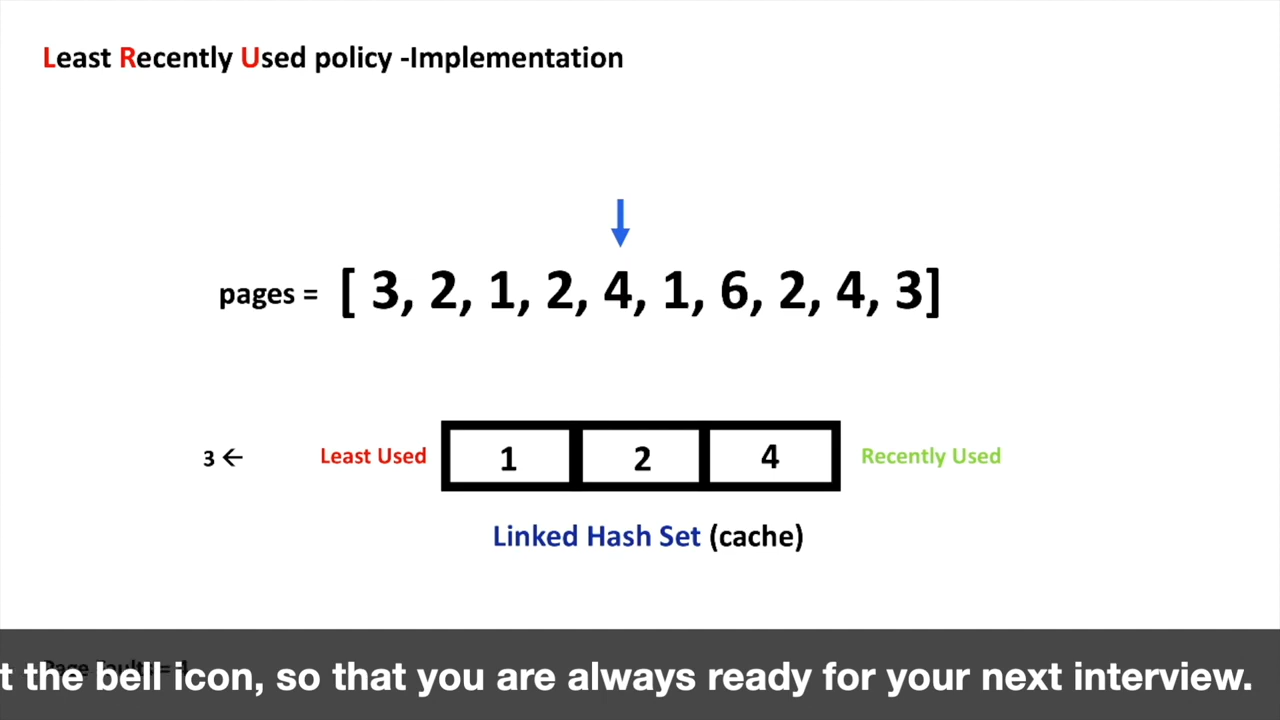 Least Recently Used policy -Implementation
pages = [ 3, 2, 1, 2, 4, 1, 6, 2, 4, 3]
3 ← Least Used 1 2 4 Recently Used
Linked Hash Set (cache)
t the bell icon, so that you are always ready for your next interview.